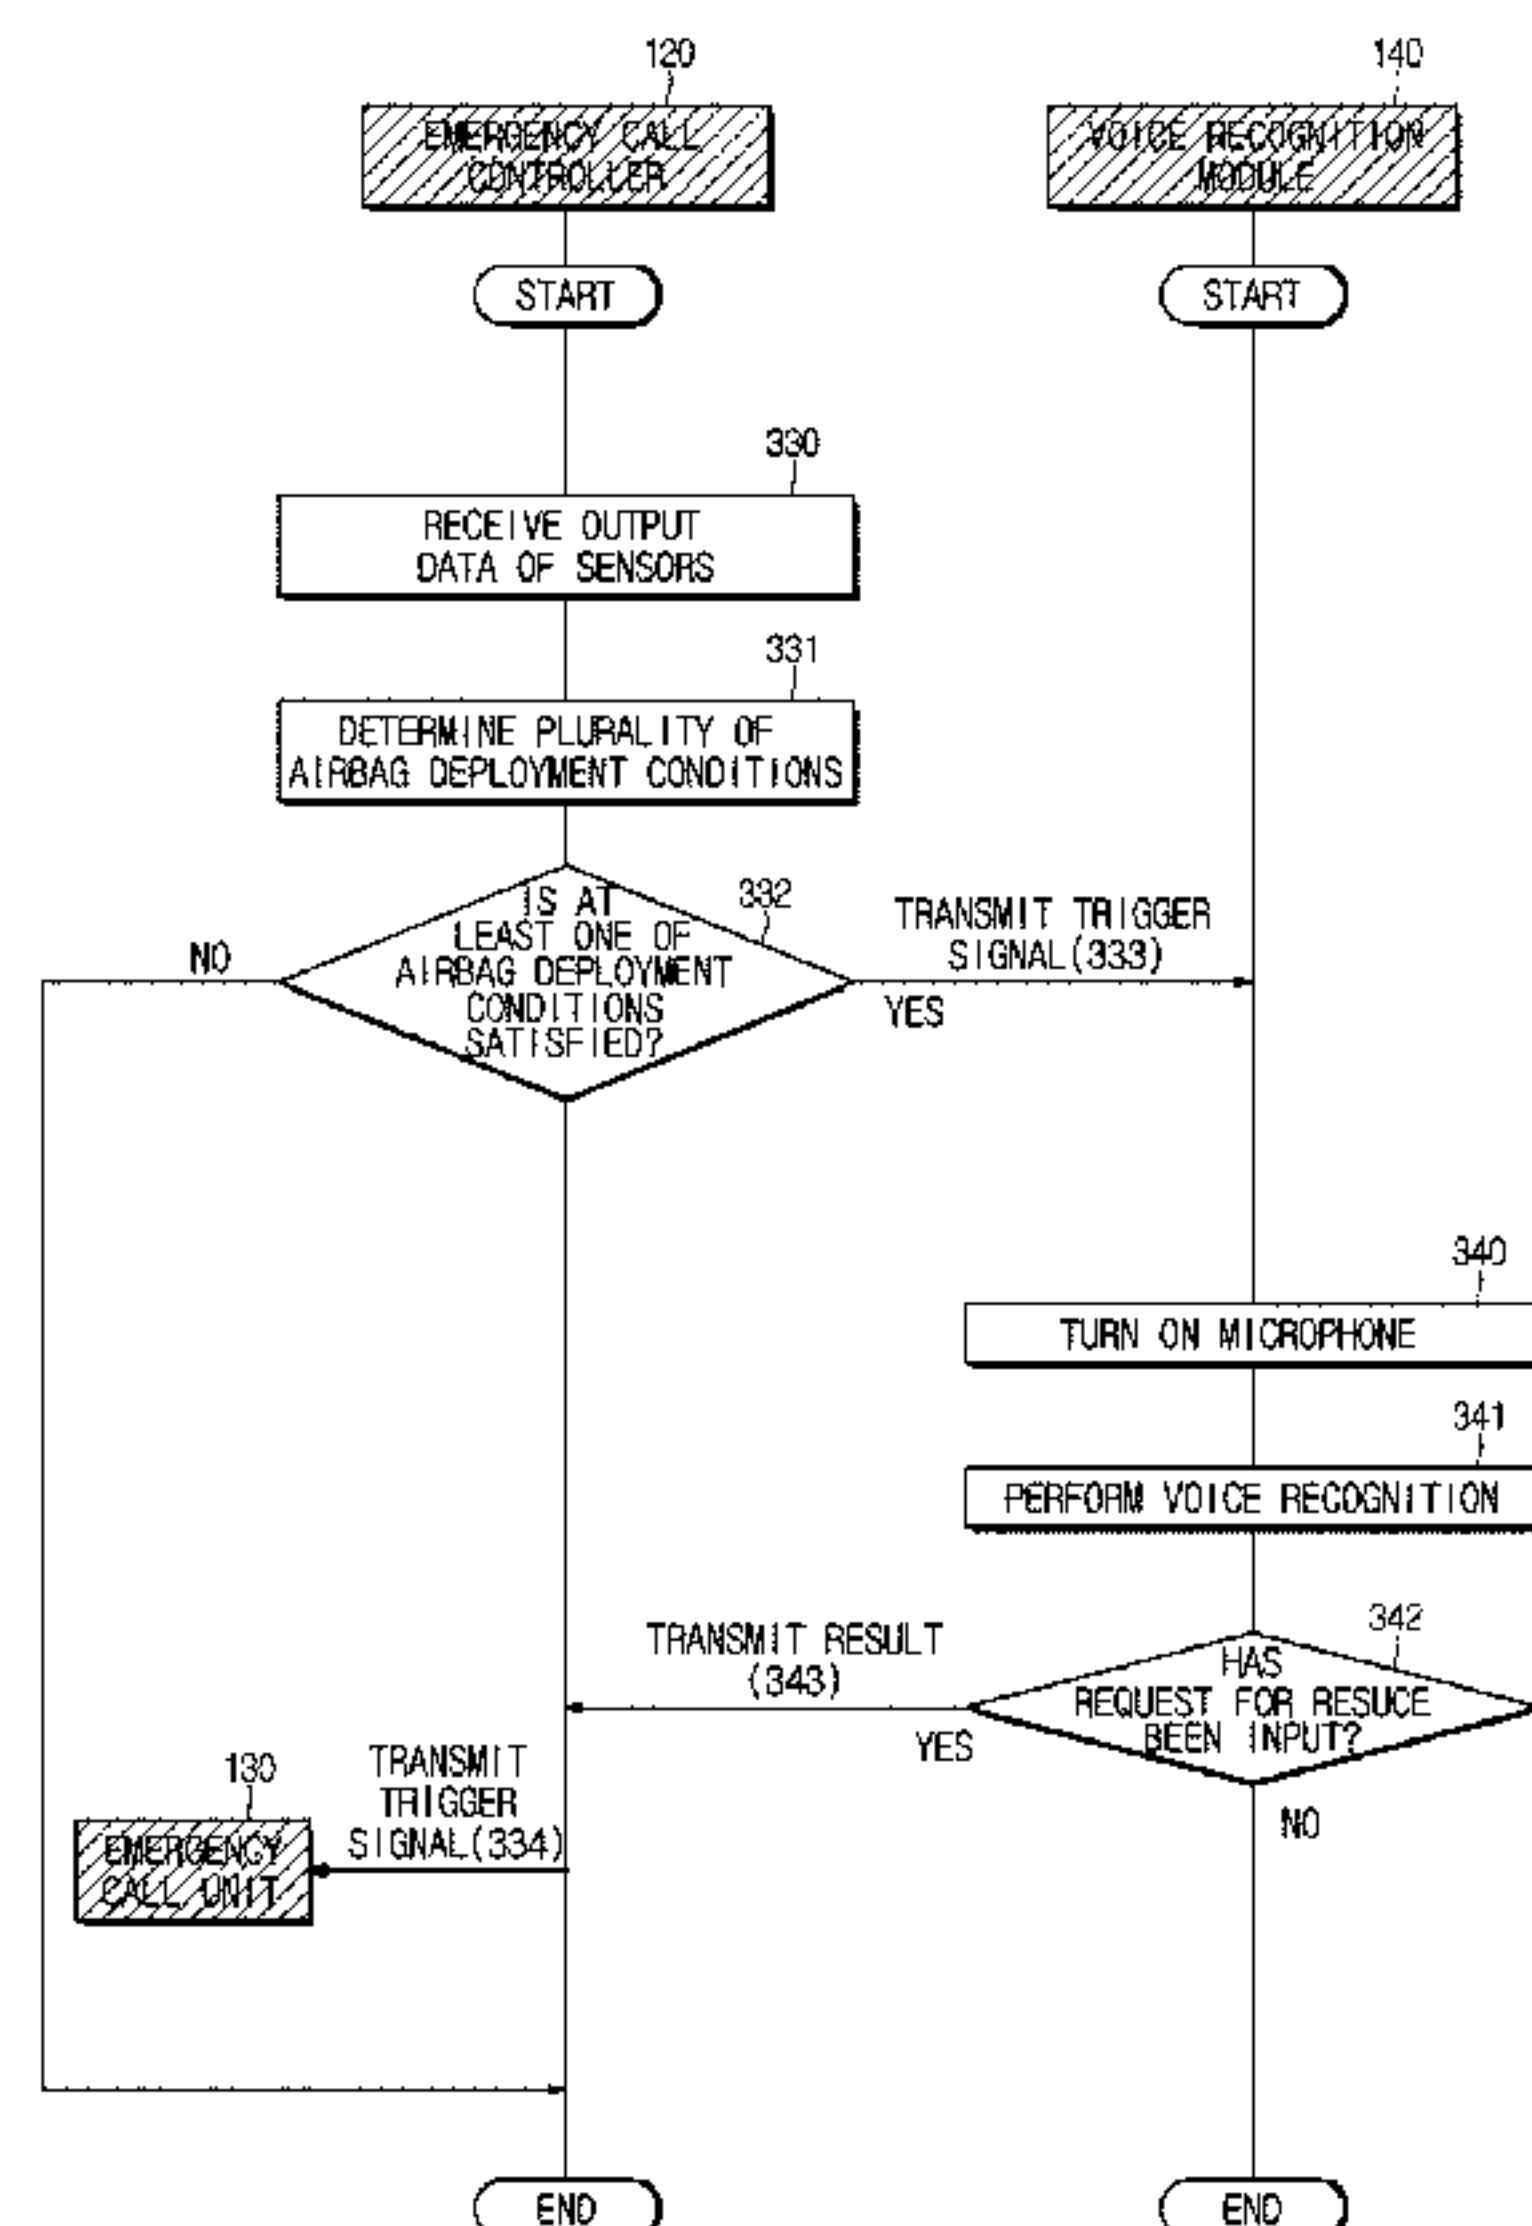 120
140
EMERGENCY CALL
CONTROLLER
VOICE RECOGNITION
MODULE
START
START
330
RECEIVE OUTPUT
DATA OF SENSORS
331
DETERMINE PLURALITY OF
AIRBAG DEPLOYMENT CONDITIONS
332
IS AT
LEAST ONE OF
AIRBAG DEPLOYMENT
CONDITIONS
SATISFIED?
NO
TRANSMIT TRIGGER
SIGNAL(333)
YES
340
TURN ON MICROPHONE
341
PERFORM VOICE RECOGNITION
342
HAS
REQUEST FOR RESUCE
BEEN INPUT?
TRANSMIT RESULT
(343)
YES
NO
130
EMERGENCY
CALL UNIT
TRANSMIT
TRIGGER
SIGNAL(334)
END
END